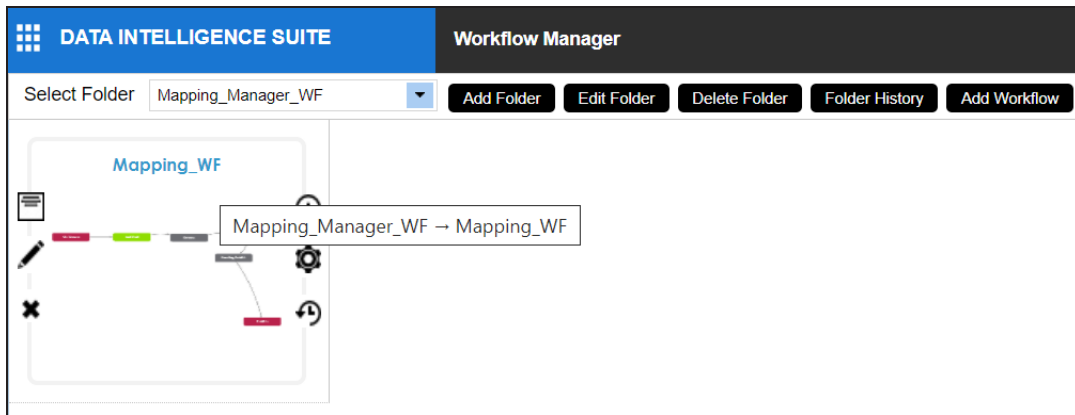 DATA INTELLIGENCE SUITE
Workflow Manager
Select Folder
Mapping_Manager_WF
Add Folder
Edit Folder
Delete Folder
Folder History
Add Workflow
Mapping_WF
Mapping_Manager_WF → Mapping_WF